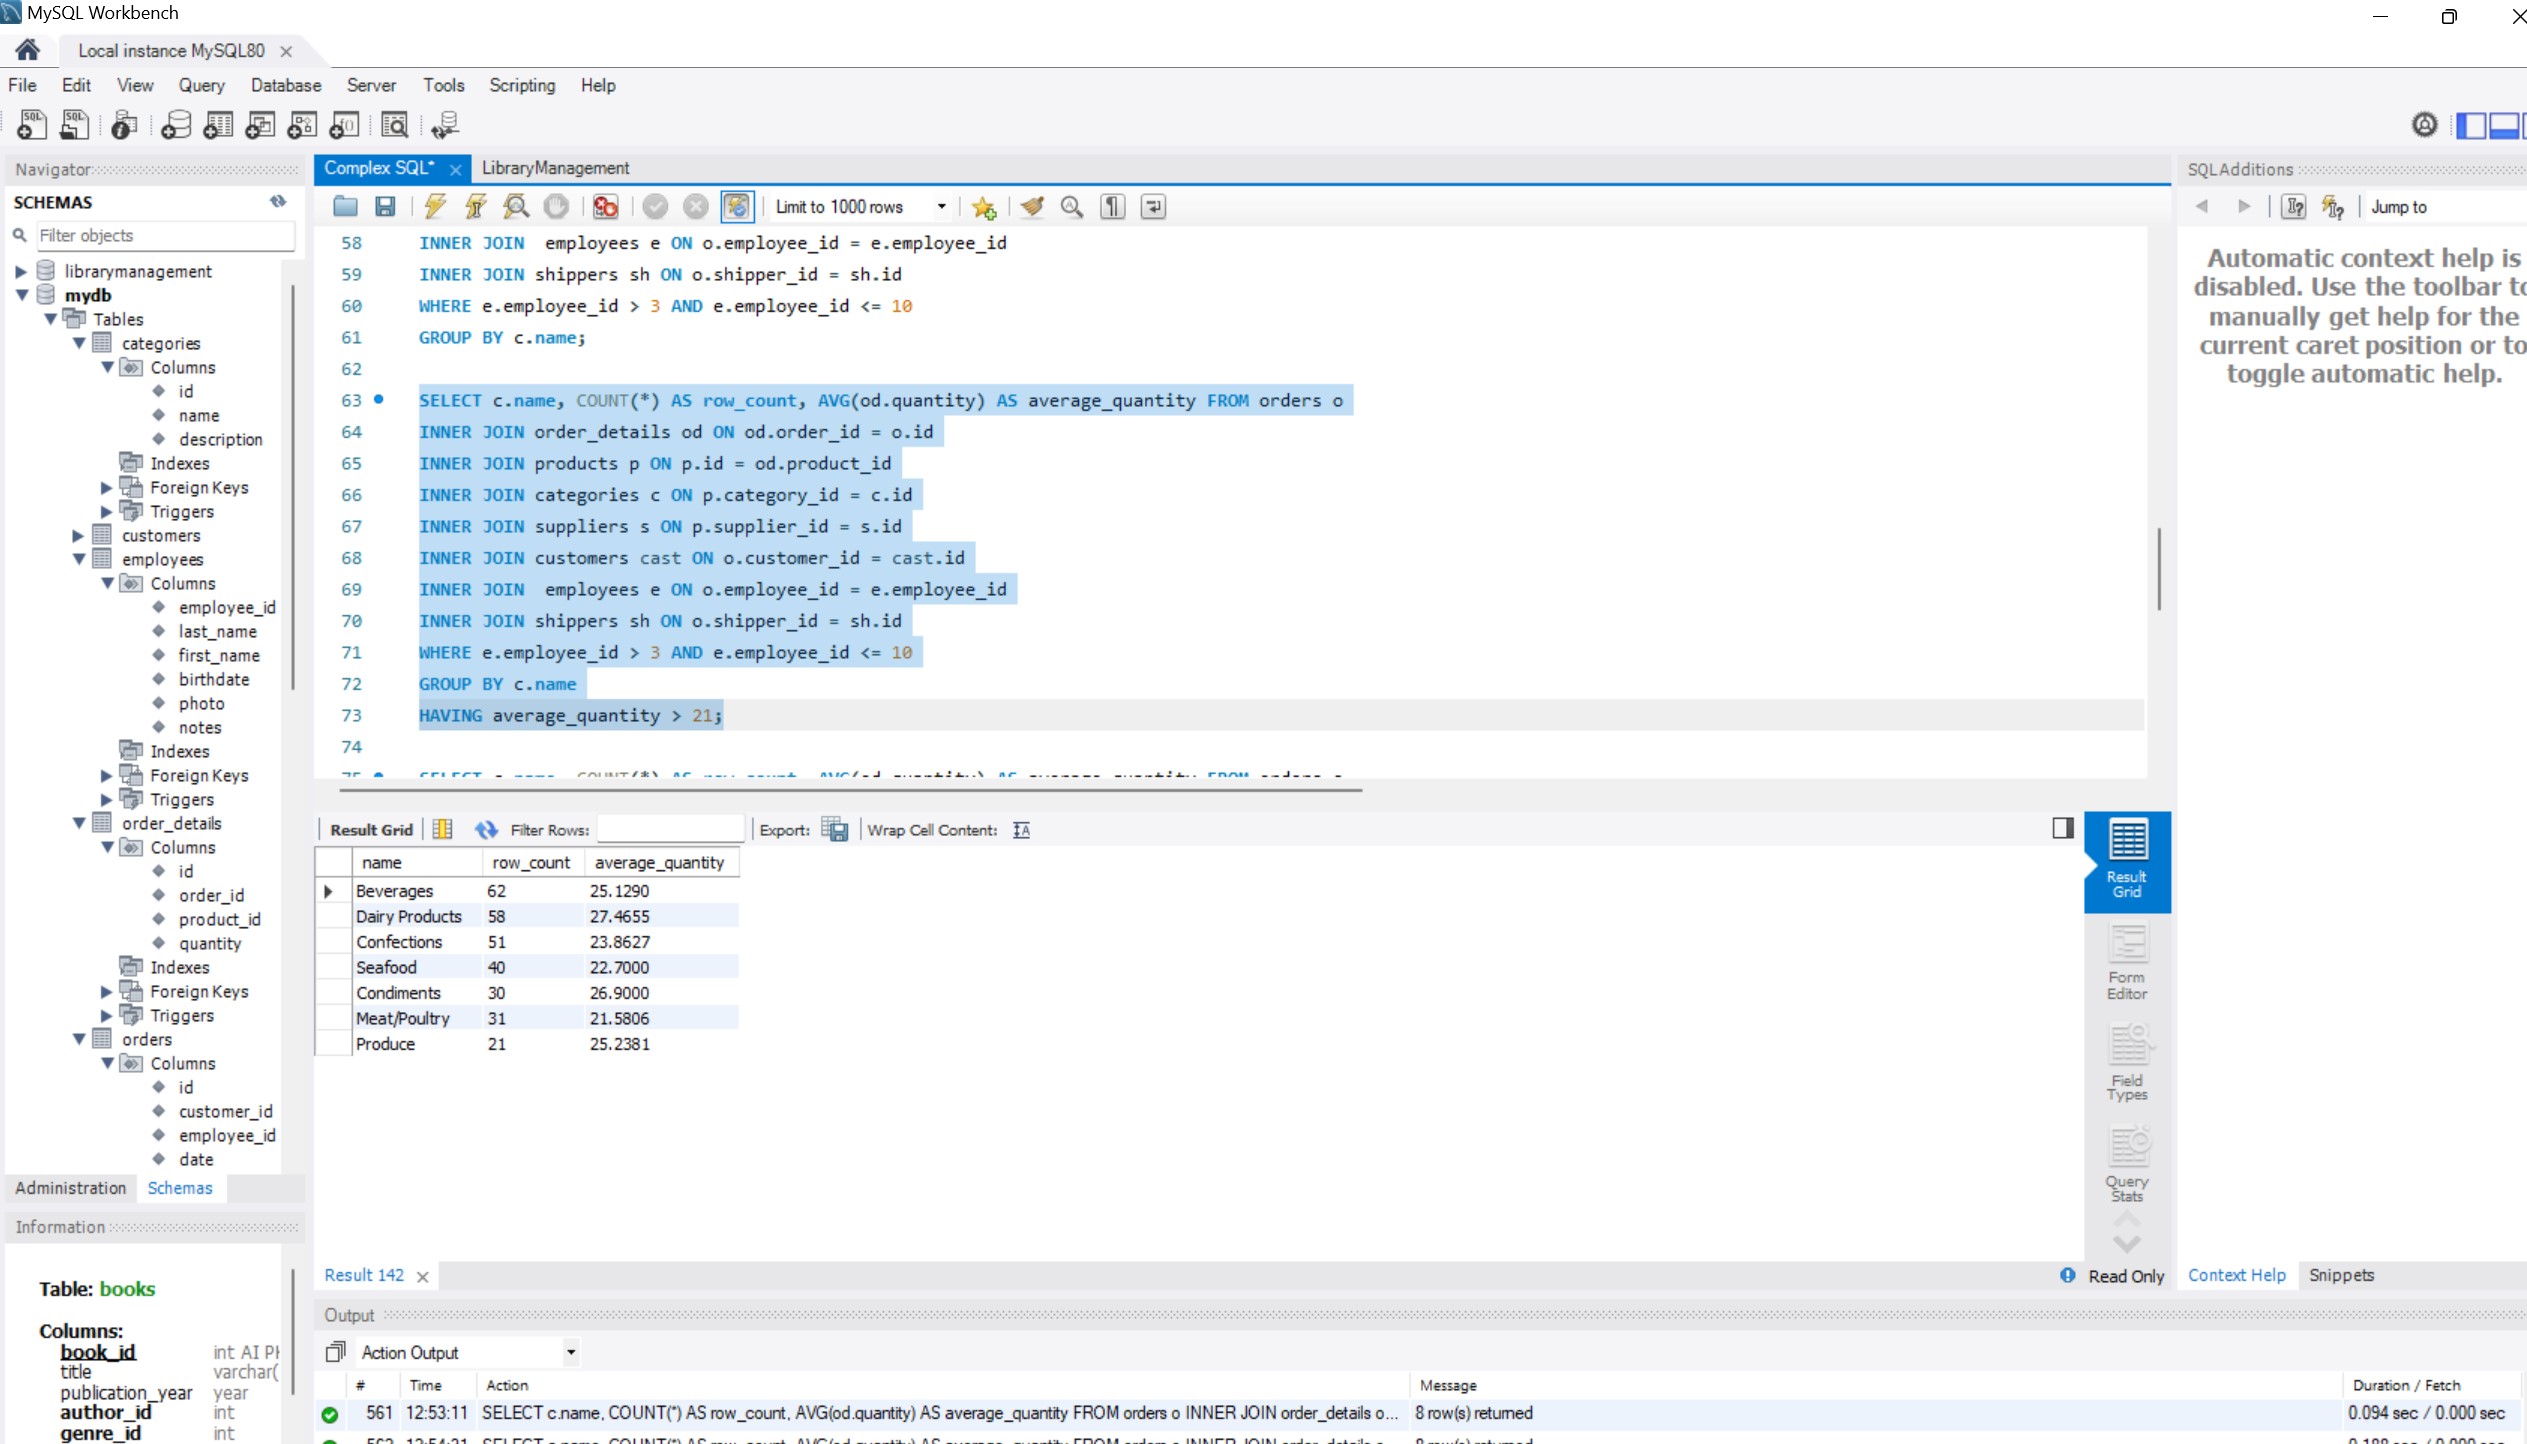 MySQL Workbench
Local instance MySQL80
File Edit View Query Database Server Tools Scripting Help
Navigator
SCHEMAS
Filter objects
librarymanagement
mydb
Tables
categories
Columns
id
name
description
Indexes
Foreign Keys
Triggers
customers
employees
Columns
employee_id
last_name
first_name
birthdate
photo
notes
Indexes
Foreign Keys
Triggers
order_details
Columns
id
order_id
product_id
quantity
Indexes
Foreign Keys
Triggers
orders
Columns
id
customer_id
employee_id
date
Administration Schemas
Information
Table: books
Columns:
book_id int AI
title varchar(
publication_year year
author_id int
genre_id int
Complex SQL* LibraryManagement
Limit to 1000 rows
58 INNER JOIN  employees e ON o.employee_id = e.employee_id
59 INNER JOIN shippers sh ON o.shipper_id = sh.id
60 WHERE e.employee_id > 3 AND e.employee_id <= 10
61 GROUP BY c.name;
62
63 SELECT c.name, COUNT(*) AS row_count, AVG(od.quantity) AS average_quantity FROM orders o
64 INNER JOIN order_details od ON od.order_id = o.id
65 INNER JOIN products p ON p.id = od.product_id
66 INNER JOIN categories c ON p.category_id = c.id
67 INNER JOIN suppliers s ON p.supplier_id = s.id
68 INNER JOIN customers cast ON o.customer_id = cast.id
69 INNER JOIN  employees e ON o.employee_id = e.employee_id
70 INNER JOIN shippers sh ON o.shipper_id = sh.id
71 WHERE e.employee_id > 3 AND e.employee_id <= 10
72 GROUP BY c.name
73 HAVING average_quantity > 21;
74
Result Grid Filter Rows: Export: Wrap Cell Content:
name row_count average_quantity
Beverages 62 25.1290
Dairy Products 58 27.4655
Confections 51 23.8627
Seafood 40 22.7000
Condiments 30 26.9000
Meat/Poultry 31 21.5806
Produce 21 25.2381
Result Grid
Form Editor
Field Types
Query Stats
Result 142
Read Only
SQLAdditions
Jump to
Automatic context help is
disabled. Use the toolbar to
manually get help for the
current caret position or to
toggle automatic help.
Context Help Snippets
Output
Action Output
# Time Action Message Duration / Fetch
561 12:53:11 SELECT c.name, COUNT(*) AS row_count, AVG(od.quantity) AS average_quantity FROM orders o INNER JOIN order_details o... 8 row(s) returned 0.094 sec / 0.000 sec